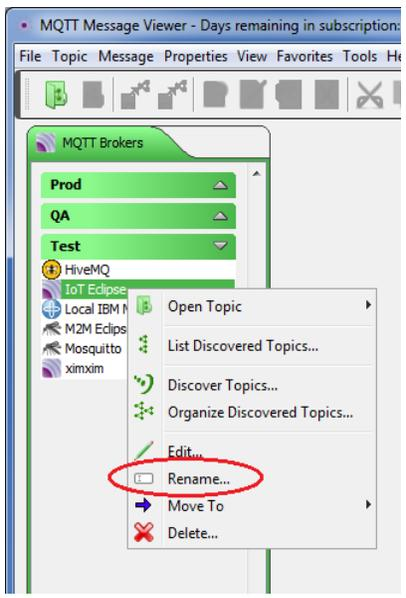 MQTT Message Viewer - Days remaining in subscription:
File Topic Message Properties View Favorites Tools He
MQTT Brokers
Prod
QA
Test
HiveMQ
IoT Eclipse
Local IBM
M2M Eclips
Mosquitto
ximxim
Open Topic
List Discovered Topics...
Discover Topics...
Organize Discovered Topics...
Edit...
Rename...
Move To
Delete...